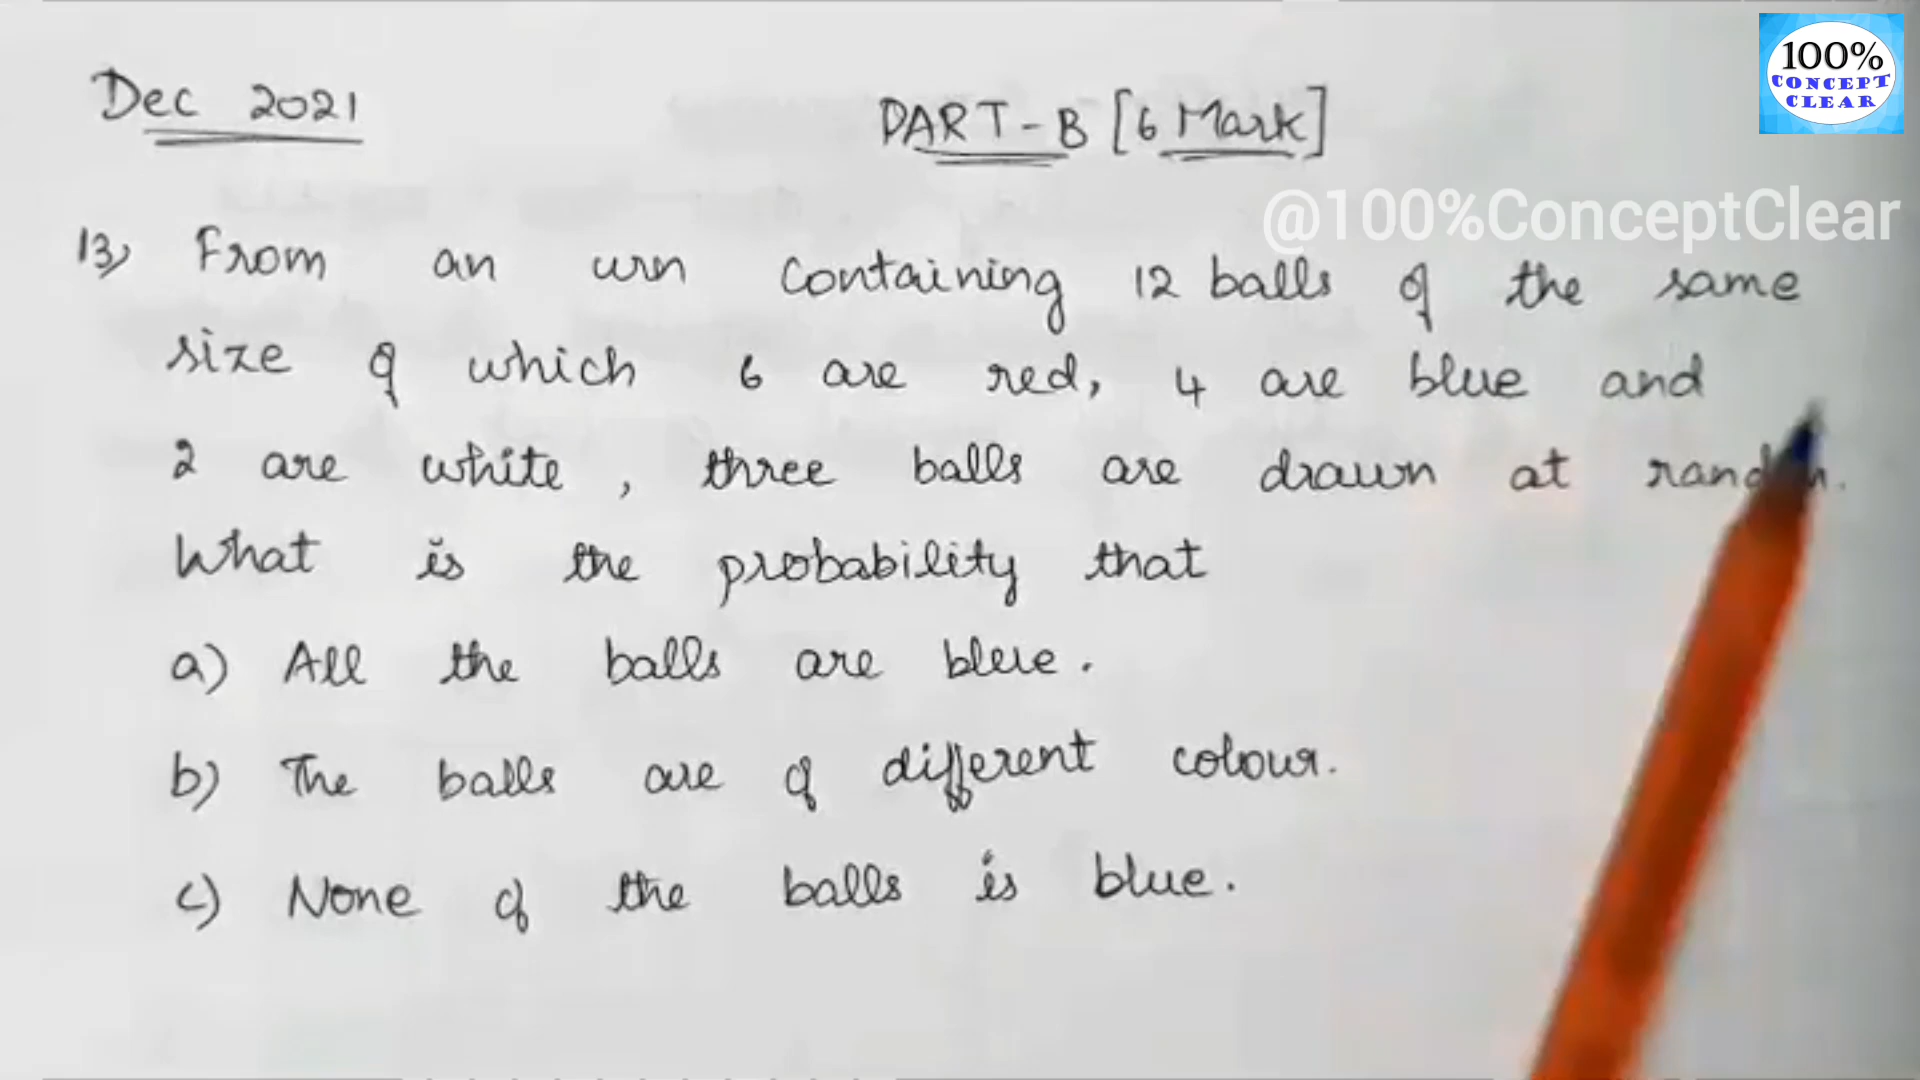 100%
CONCEPT
CLEAR
Dec 2021
PART-B [6 Mark]
@100%ConceptClear
13) From an urn containing 12 balls of the same
size of which 6 are red, 4 are blue and
2 are white, three balls are drawn at random.
What is the probability that
a) All the balls are blue.
b) The balls are of different colour.
c) None of the balls is blue.